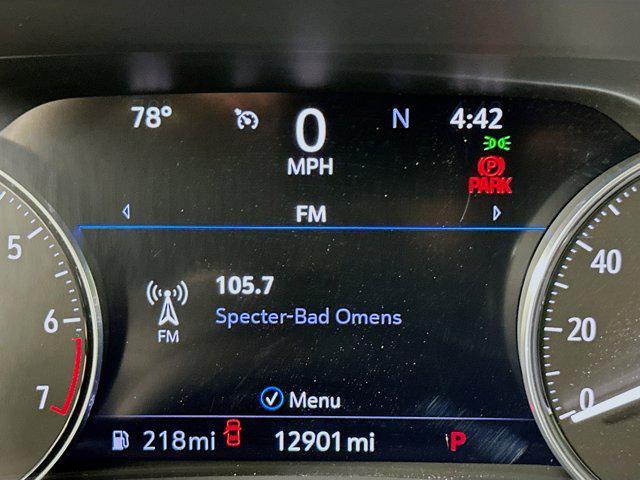 78° 0 N 4:42
MPH
P
PARK
FM
105.7
Specter-Bad Omens
FM
Menu
218mi 12901mi P
5
6
7
40
20
0